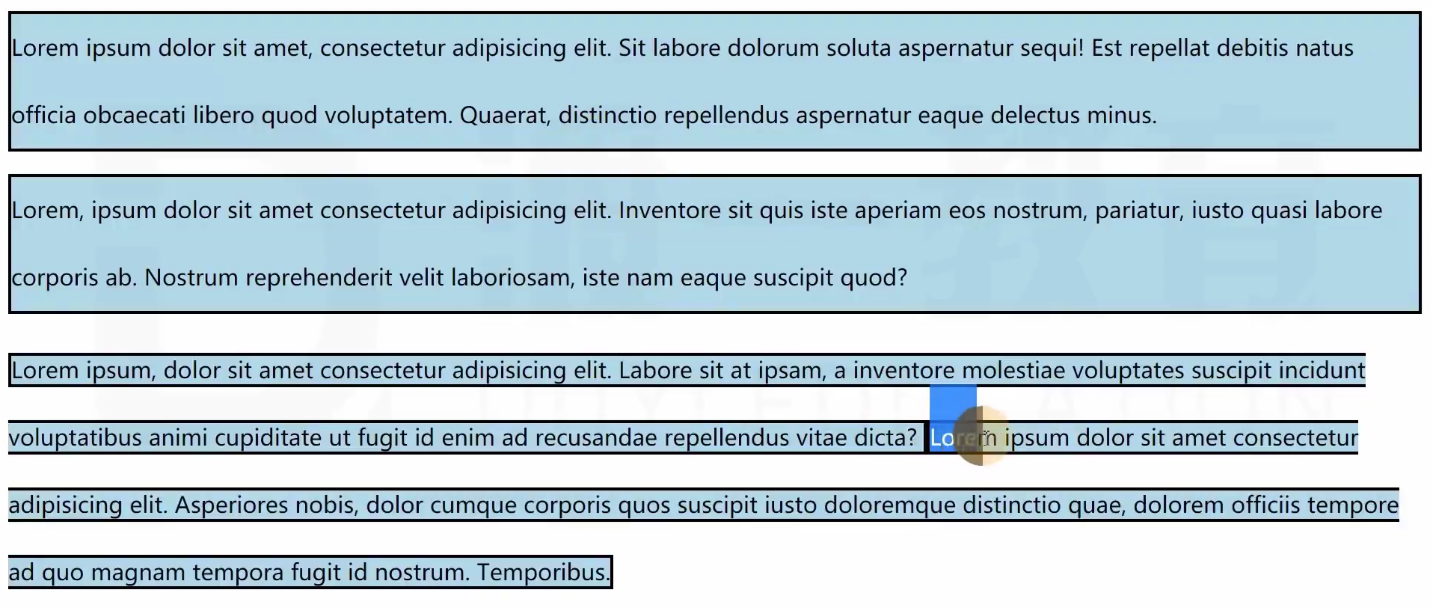 Lorem ipsum dolor sit amet, consectetur adipisicing elit. Sit labore dolorum soluta aspernatur sequi! Est repellat debitis natus
officia obcaecati libero quod voluptatem. Quaerat, distinctio repellendus aspernatur eaque delectus minus.
Lorem, ipsum dolor sit amet consectetur adipisicing elit. Inventore sit quis iste aperiam eos nostrum, pariatur, iusto quasi labore
corporis ab. Nostrum reprehenderit velit laboriosam, iste nam eaque suscipit quod?
Lorem ipsum, dolor sit amet consectetur adipisicing elit. Labore sit at ipsam, a inventore molestiae voluptates suscipit incidunt
voluptatibus animi cupiditate ut fugit id enim ad recusandae repellendus vitae dicta? Lorem ipsum dolor sit amet consectetur
adipisicing elit. Asperiores nobis, dolor cumque corporis quos suscipit iusto doloremque distinctio quae, dolorem officiis tempore
ad quo magnam tempora fugit id nostrum. Temporibus.